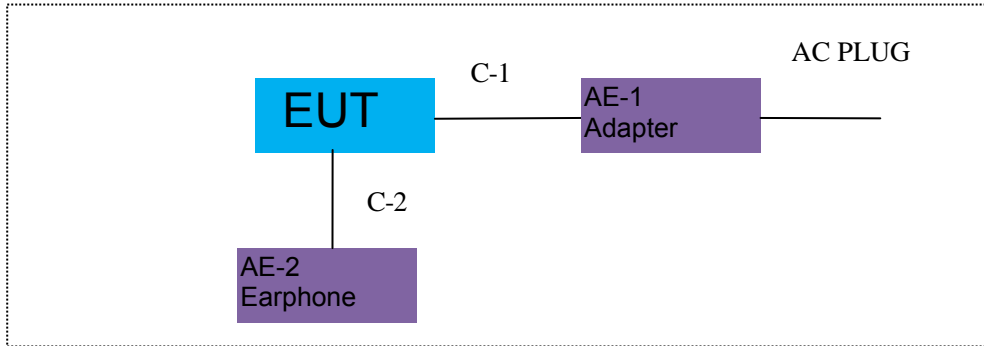 AC PLUG
C-1
EUT
AE-1
Adapter
C-2
AE-2
Earphone